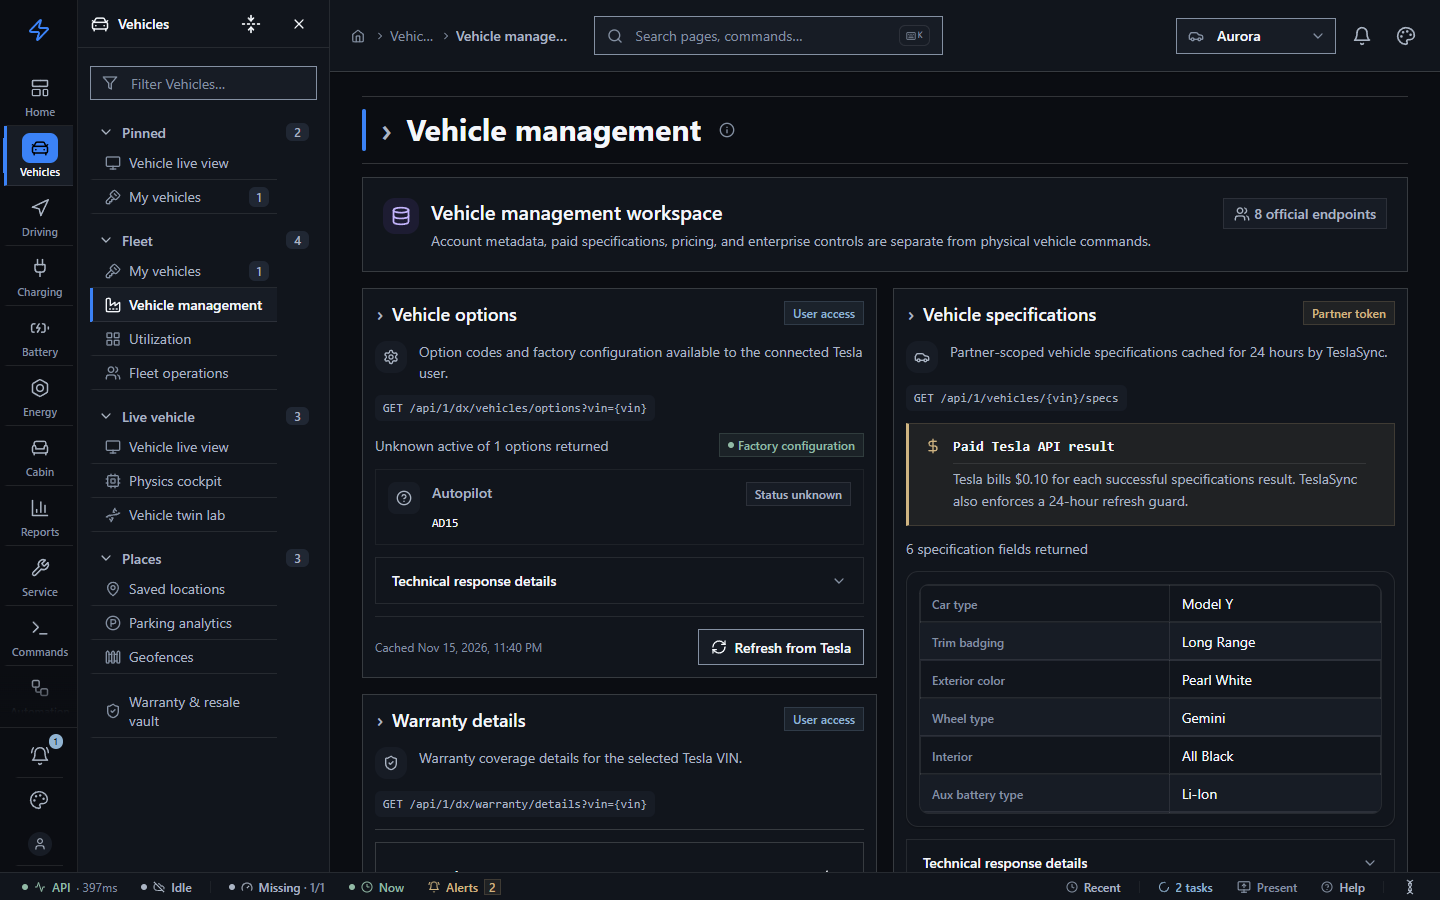 Home
Vehicles
Driving
Charging
Battery
Energy
Cabin
Reports
Service
Commands
1
Vehicles
Filter Vehicles...
Pinned 2
Vehicle live view
My vehicles 1
Fleet 4
My vehicles 1
Vehicle management
Utilization
Fleet operations
Live vehicle 3
Vehicle live view
Physics cockpit
Vehicle twin lab
Places 3
Saved locations
Parking analytics
Geofences
Warranty & resale
vault
Vehic... Vehicle manage...
Search pages, commands... K
Aurora
Vehicle management
Vehicle management workspace
8 official endpoints
Account metadata, paid specifications, pricing, and enterprise controls are separate from physical vehicle commands.
Vehicle options User access
Option codes and factory configuration available to the connected Tesla
user.
GET /api/1/dx/vehicles/options?vin={vin}
Unknown active of 1 options returned Factory configuration
Autopilot Status unknown
AD15
Technical response details
Cached Nov 15, 2026, 11:40 PM Refresh from Tesla
Warranty details User access
Warranty coverage details for the selected Tesla VIN.
GET /api/1/dx/warranty/details?vin={vin}
Vehicle specifications Partner token
Partner-scoped vehicle specifications cached for 24 hours by TeslaSync.
GET /api/1/vehicles/{vin}/specs
Paid Tesla API result
Tesla bills $0.10 for each successful specifications result. TeslaSync
also enforces a 24-hour refresh guard.
6 specification fields returned
Car type Model Y
Trim badging Long Range
Exterior color Pearl White
Wheel type Gemini
Interior All Black
Aux battery type Li-Ion
Technical response details
API · 397ms Idle Missing · 1/1 Now Alerts 2 Recent 2 tasks Present Help